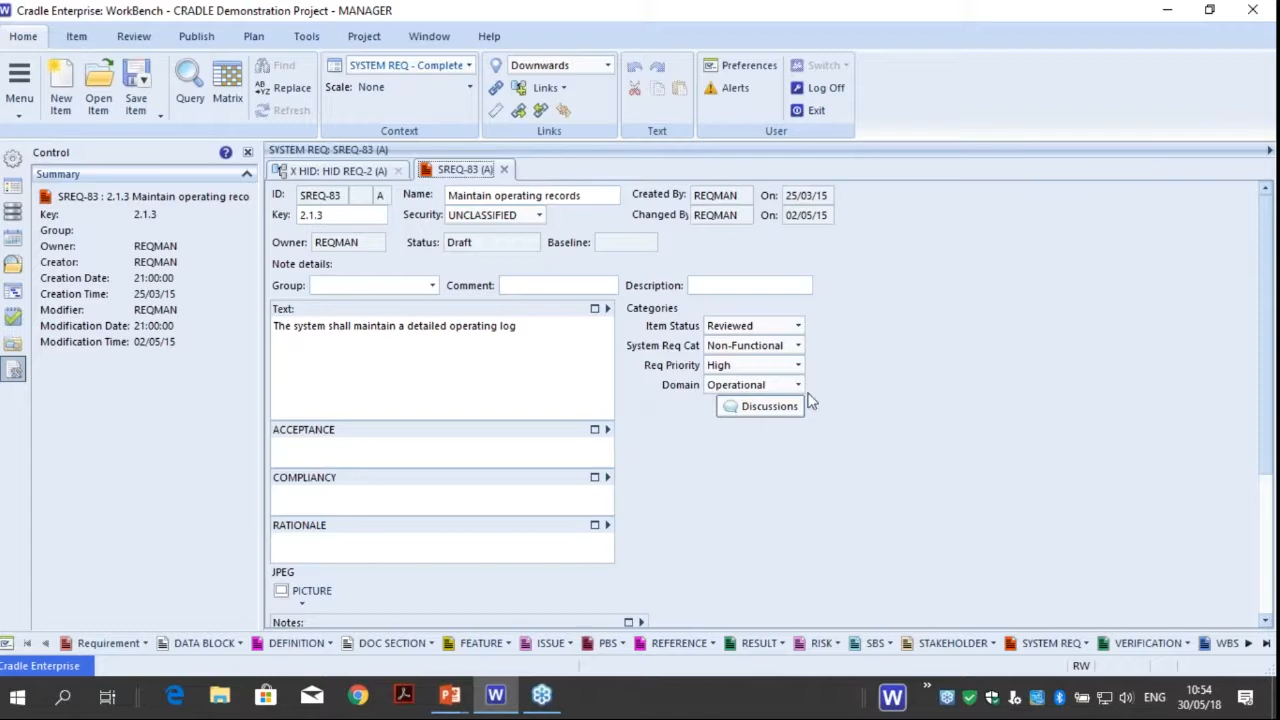 Cradle Enterprise: WorkBench - CRADLE Demonstration Project - MANAGER
Home Item Review Publish Plan Tools Project Window Help
Menu New Item Open Item Save Item Query Matrix Find Replace Refresh
SYSTEM REQ - Complete
Scale: None
Context
Downwards
Links
Links
Text
Preferences Switch
Alerts Log Off
Exit
User
Control
Summary
SREQ-83 : 2.1.3 Maintain operating reco
Key: 2.1.3
Group:
Owner: REQMAN
Creator: REQMAN
Creation Date: 21:00:00
Creation Time: 25/03/15
Modifier: REQMAN
Modification Date: 21:00:00
Modification Time: 02/05/15
SYSTEM REQ: SREQ-83 (A)
X HID: HID REQ-2 (A) SREQ-83 (A)
ID: SREQ-83 A Name: Maintain operating records Created By: REQMAN On: 25/03/15
Key: 2.1.3 Security: UNCLASSIFIED Changed By REQMAN On: 02/05/15
Owner: REQMAN Status: Draft Baseline:
Note details:
Group: Comment: Description:
Text:
The system shall maintain a detailed operating log
Categories
Item Status Reviewed
System Req Cat Non-Functional
Req Priority High
Domain Operational
Discussions
ACCEPTANCE
COMPLIANCY
RATIONALE
JPEG
PICTURE
Notes:
Requirement DATA BLOCK DEFINITION DOC SECTION FEATURE ISSUE PBS REFERENCE RESULT RISK SBS STAKEHOLDER SYSTEM REQ VERIFICATION WBS
Cradle Enterprise RW
ENG 10:54
30/05/18